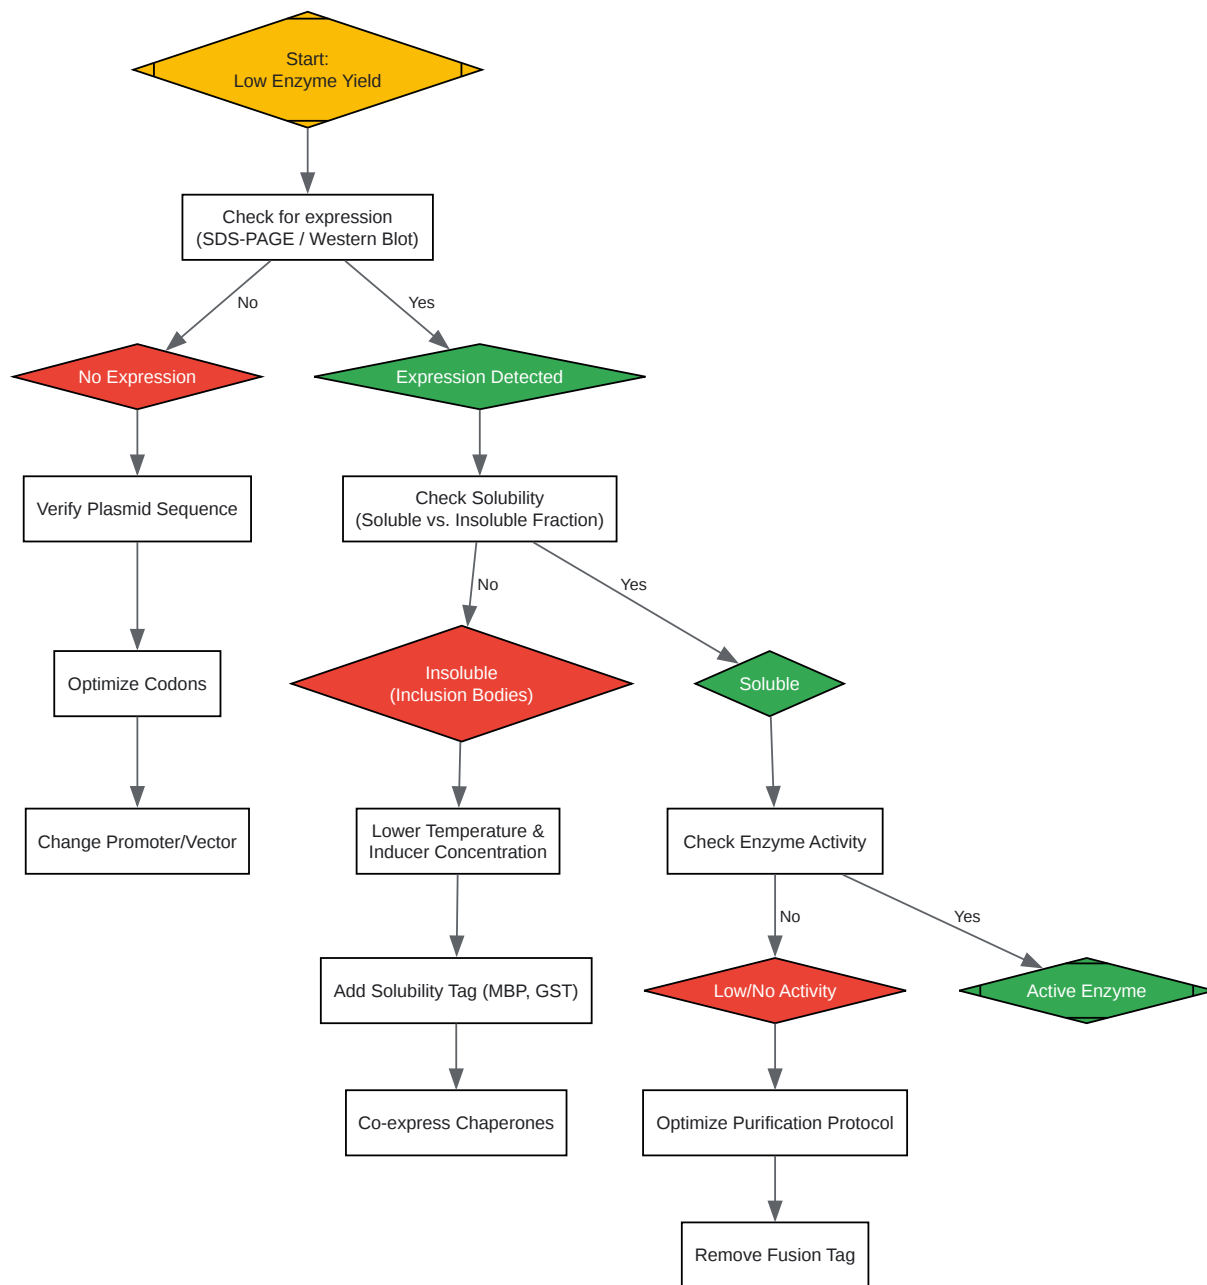 Start:
Low Enzyme Yield
Check for expression
(SDS-PAGE / Western Blot)
No
Yes
No Expression
Expression Detected
Verify Plasmid Sequence
Check Solubility
(Soluble vs. Insoluble Fraction)
No
Yes
Optimize Codons
Insoluble
(Inclusion Bodies)
Soluble
Change Promoter/Vector
Lower Temperature &
Inducer Concentration
Check Enzyme Activity
No
Yes
Add Solubility Tag (MBP, GST)
Low/No Activity
Active Enzyme
Co-express Chaperones
Optimize Purification Protocol
Remove Fusion Tag